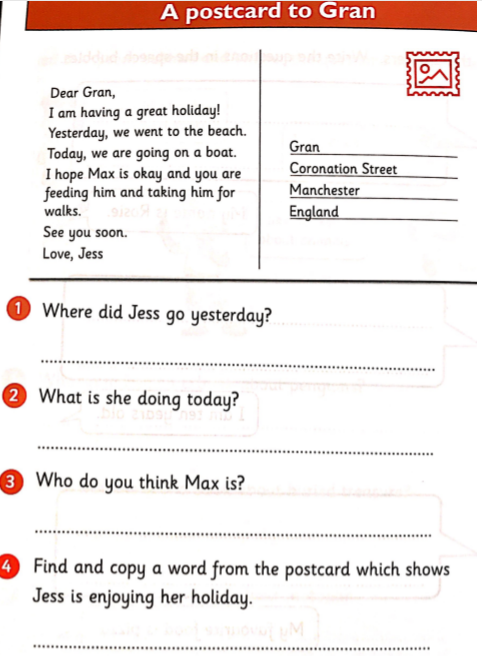 A postcard to Gran
Dear Gran,
I am having a great holiday!
Yesterday, we went to the beach.
Today, we are going on a boat.
I hope Max is okay and you are
feeding him and taking him for
walks.
See you soon.
Love, Jess
Gran
Coronation Street
Manchester
England
1 Where did Jess go yesterday?
2 What is she doing today?
3 Who do you think Max is?
4 Find and copy a word from the postcard which shows
Jess is enjoying her holiday.